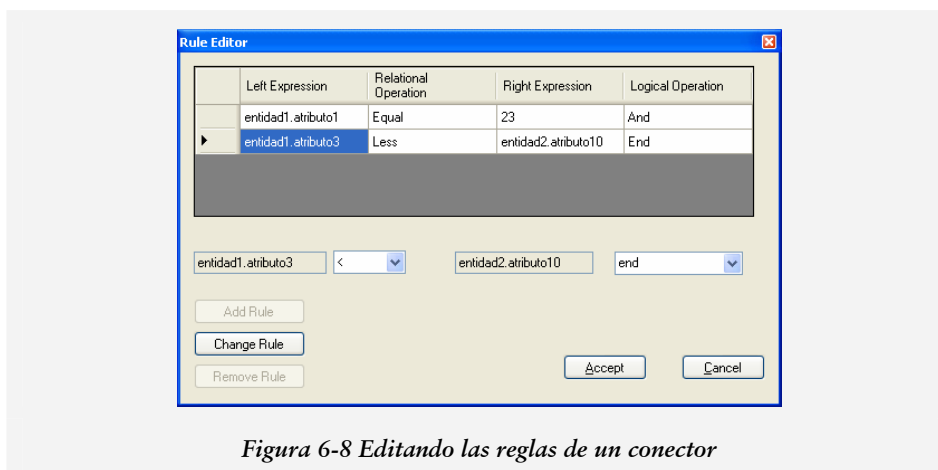 Rule Editor
Left Expression Relational Operation Right Expression Logical Operation
entidad1.atributo1 Equal 23 And
entidad1.atributo3 Less entidad2.atributo10 End
entidad1.atributo3 < entidad2.atributo10 end
Add Rule
Change Rule
Remove Rule
Accept Cancel
Figura 6-8 Editando las reglas de un conector